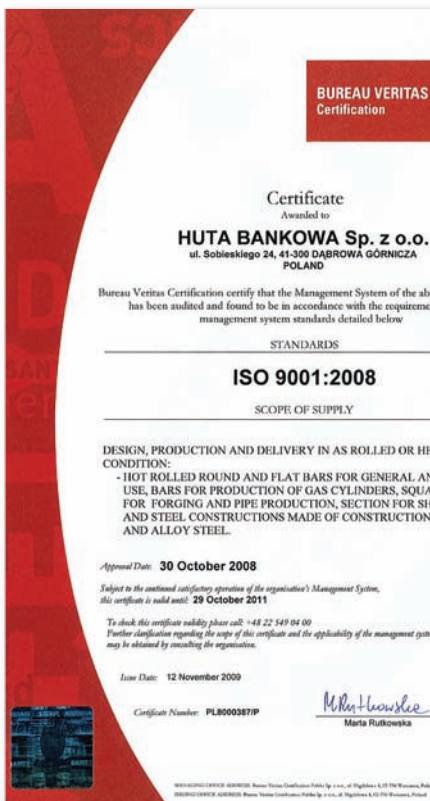 BUREAU VERITAS
Certification
Certificate
Awarded to
HUTA BANKOWA Sp. z o.o.
ul. Sobieskiego 24, 41-300 DĄBROWA GÓRNICZA
POLAND
Bureau Veritas Certification certify that the Management System of the ab
has been audited and found to be in accordance with the requireme
management system standards detailed below
STANDARDS
ISO 9001:2008
SCOPE OF SUPPLY
DESIGN, PRODUCTION AND DELIVERY IN AS ROLLED OR HE
CONDITION:
- HOT ROLLED ROUND AND FLAT BARS FOR GENERAL AN
USE, BARS FOR PRODUCTION OF GAS CYLINDERS, SQUA
FOR FORGING AND PIPE PRODUCTION, SECTION FOR SH
AND STEEL CONSTRUCTIONS MADE OF CONSTRUCTION
AND ALLOY STEEL.
Approval Date: 30 October 2008
Subject to the continued satisfactory operation of the organisation's Management System,
this certificate is valid until: 29 October 2011
To check this certificate validity please call: +48 22 549 04 00
Further clarification regarding the scope of this certificate and the applicability of the management syste
may be obtained by consulting the organisation.
Issue Date: 12 November 2009
Certificate Number: PL8000387/P
MRutkowska
Marta Rutkowska